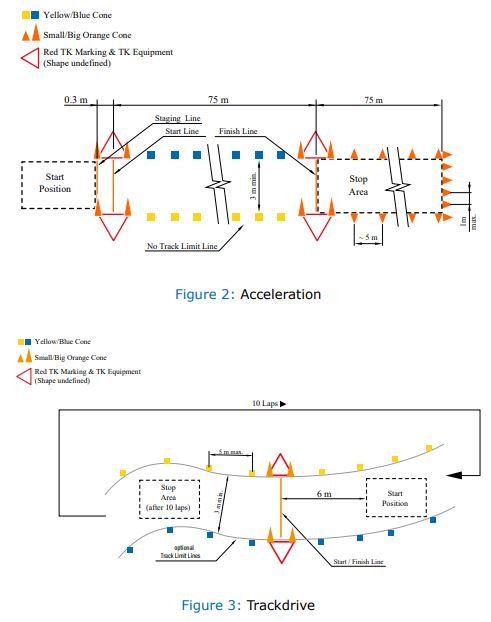 Yellow/Blue Cone
Small/Big Orange Cone
Red TK Marking & TK Equipment
(Shape undefined)
0.3 m
75 m
75 m
Staging Line
Start Line
Finish Line
Start
Position
3 m min.
Stop
Area
No Track Limit Line
~ 5 m
1m
max.
Figure 2: Acceleration
Yellow/Blue Cone
Small/Big Orange Cone
Red TK Marking & TK Equipment
(Shape undefined)
10 Laps
5 m max.
Stop
Area
(after 10 laps)
3 m min.
6 m
Start
Position
optional
Track Limit Lines
Start / Finish Line
Figure 3: Trackdrive